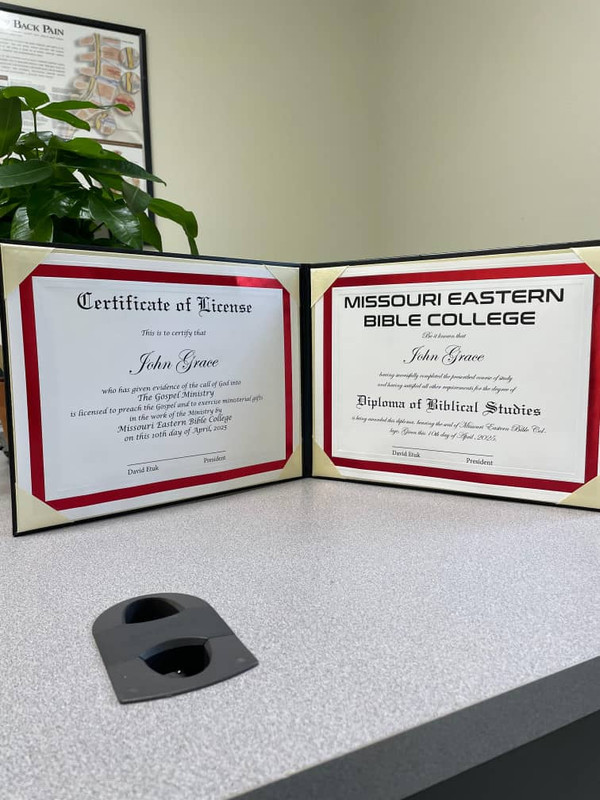 BACK PAIN
Certificate of License
This is to certify that
John Grace
who has given evidence of the call of God into
The Gospel Ministry
is licensed to preach the Gospel and to exercise ministerial gifts
in the work of the Ministry by
Missouri Eastern Bible College
on this 10th day of April, 2025
David Etuk President
MISSOURI EASTERN
BIBLE COLLEGE
Be it known that
John Grace
having successfully completed the prescribed course of study
and having satisfied all other requirements for the degree of
Diploma of Biblical Studies
is being awarded this diploma bearing the seal of Missouri Eastern Bible Col-
lege. Given this 10th day of April, 2025
David Etuk President